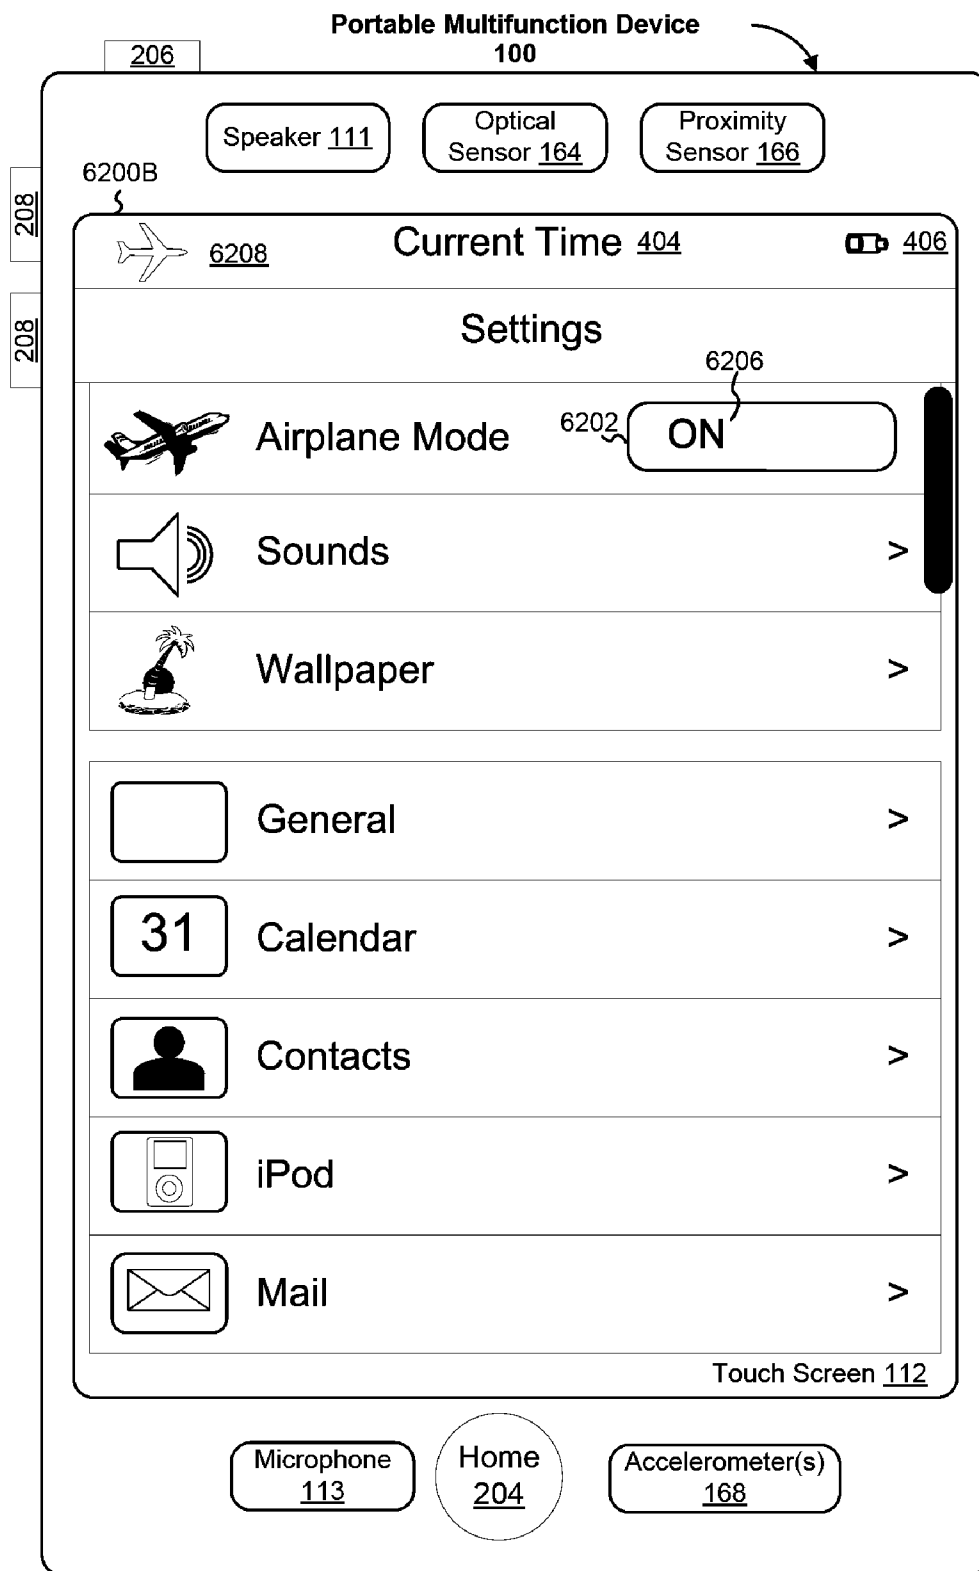 Portable Multifunction Device
100
206
Speaker 111
Optical
Sensor 164
Proximity
Sensor 166
6200B
208
208
6208
Current Time 404
406
Settings
6206
Airplane Mode
6202
ON
Sounds >
Wallpaper >
General >
31
Calendar >
Contacts >
iPod >
Mail >
Touch Screen 112
Microphone
113
Home
204
Accelerometer(s)
168